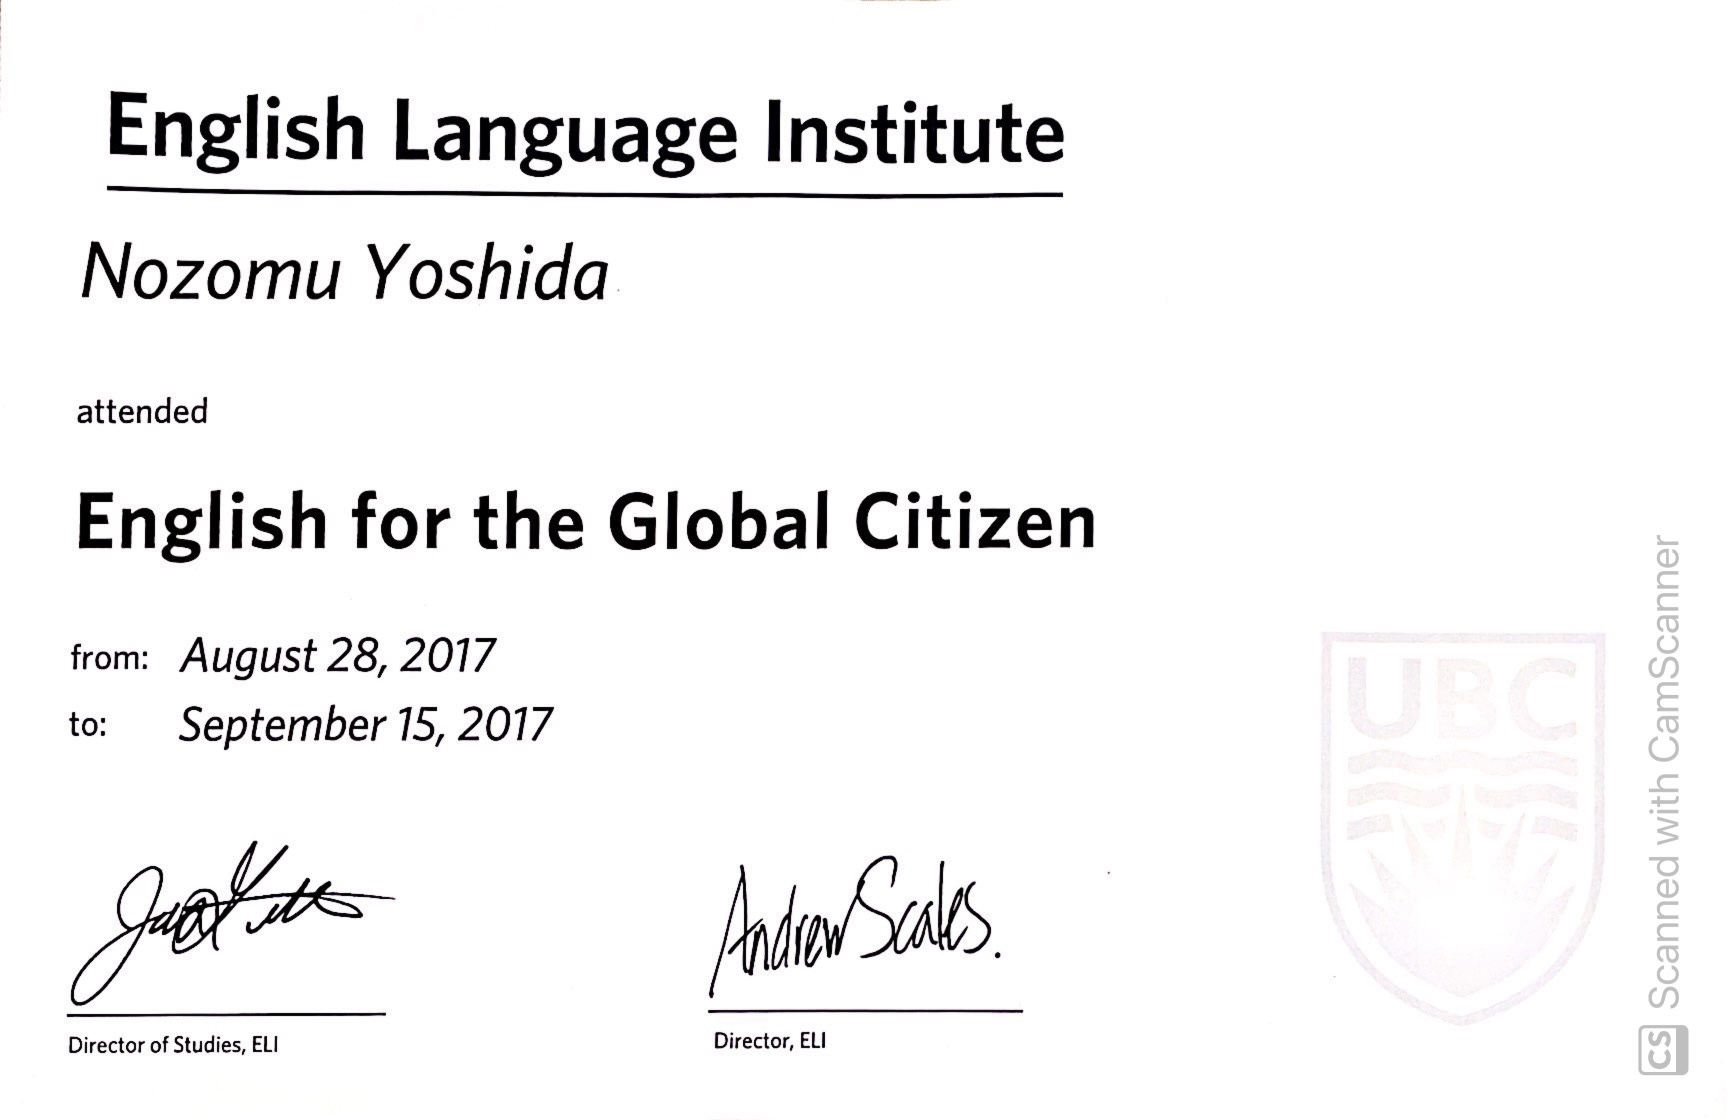 English Language Institute
Nozomu Yoshida
attended
English for the Global Citizen
from: August 28, 2017
to: September 15, 2017
Andrew Scales.
Director of Studies, ELI
Director, ELI
UBC
CS Scanned with CamScanner